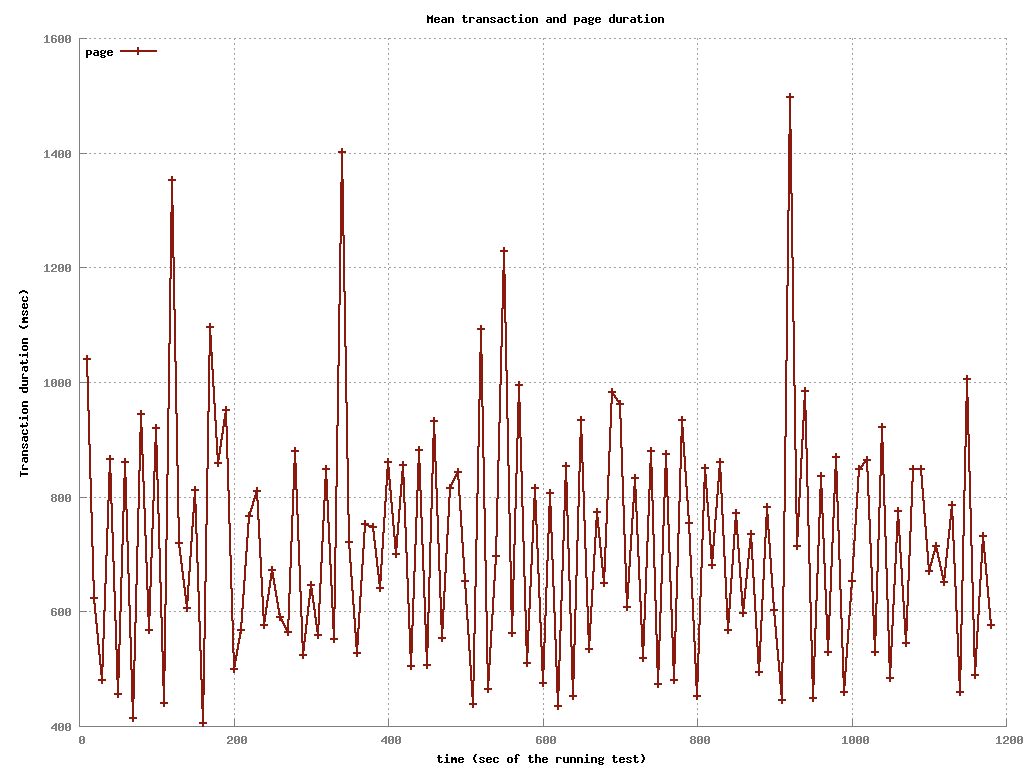 Mean transaction and page duration
1600
page
1400
1200
1000
800
600
400
Transaction duration (msec)
0 200 400 600 800 1000 1200
time (sec of the running test)